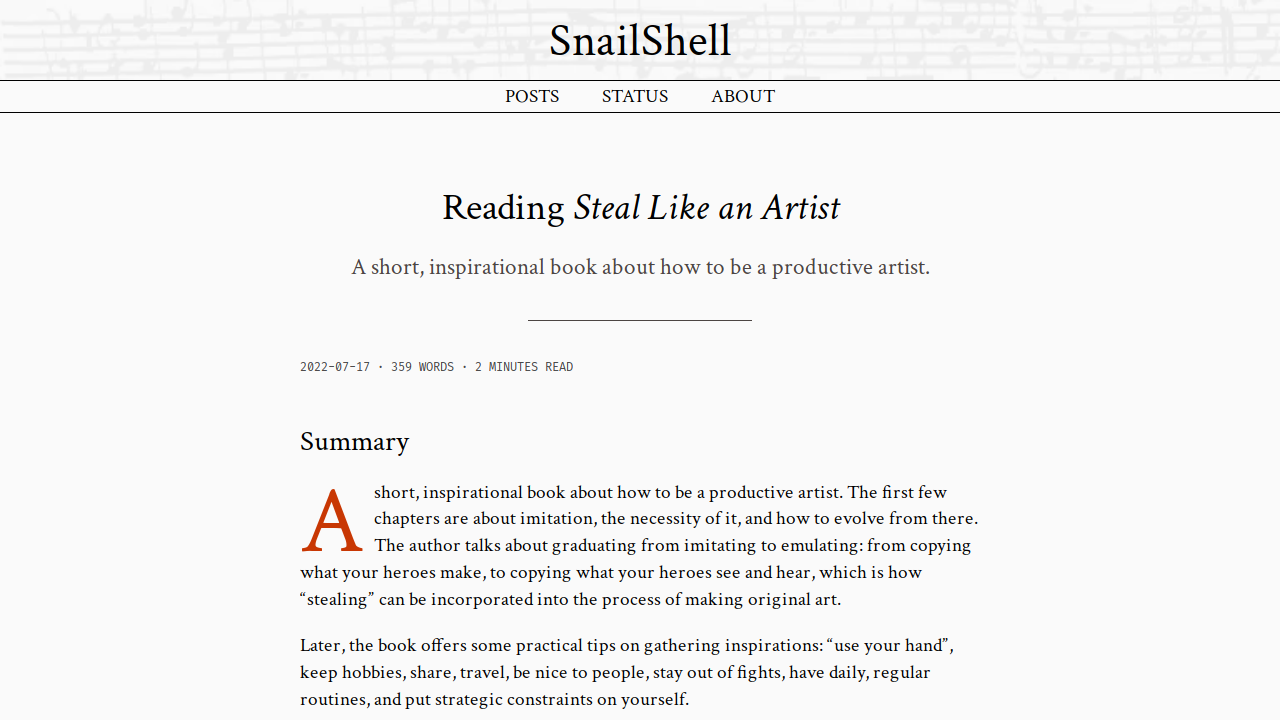 SnailShell
POSTS STATUS ABOUT
Reading Steal Like an Artist
A short, inspirational book about how to be a productive artist.
2022-07-17 · 359 WORDS · 2 MINUTES READ
Summary
A short, inspirational book about how to be a productive artist. The first few
chapters are about imitation, the necessity of it, and how to evolve from there.
The author talks about graduating from imitating to emulating: from copying
what your heroes make, to copying what your heroes see and hear, which is how
“stealing” can be incorporated into the process of making original art.
Later, the book offers some practical tips on gathering inspirations: “use your hand”,
keep hobbies, share, travel, be nice to people, stay out of fights, have daily, regular
routines, and put strategic constraints on yourself.